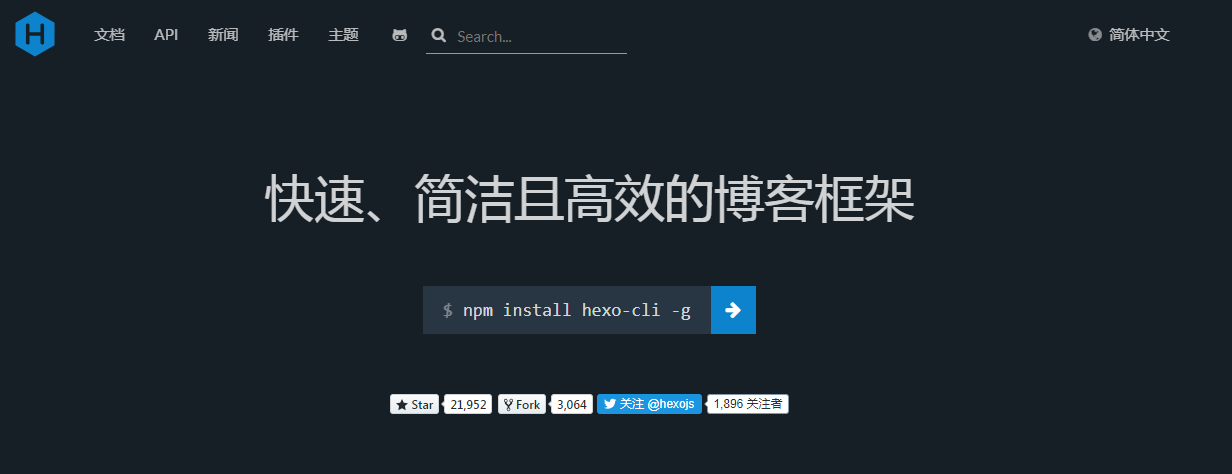 H 文档 API 新闻 插件 主题 Search... 简体中文
快速、简洁且高效的博客框架
$ npm install hexo-cli -g
Star 21,952 Fork 3,064 关注 @hexojs 1,896 关注者